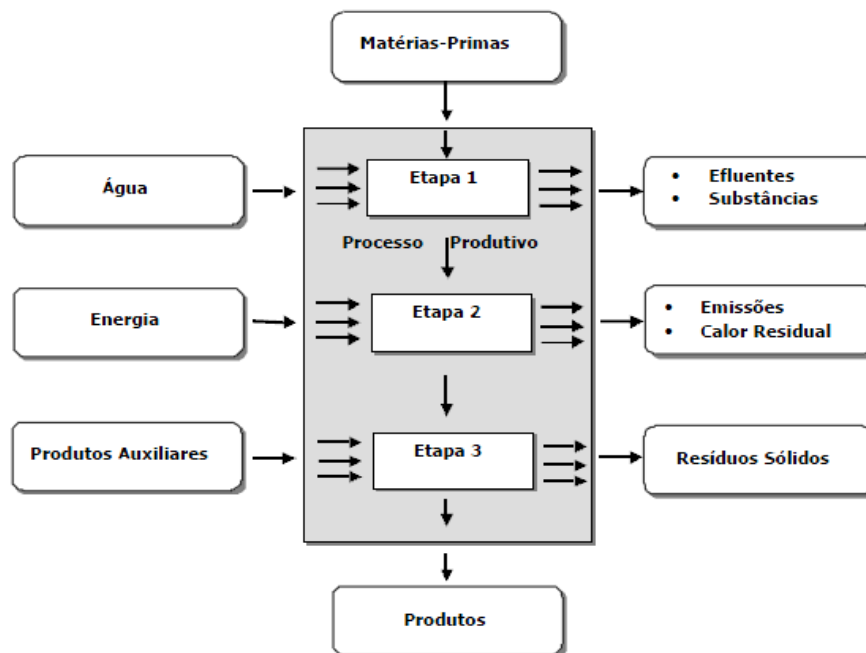 Matérias-Primas
Água
Etapa 1
• Efluentes
• Substâncias
Processo Produtivo
Energia
Etapa 2
• Emissões
• Calor Residual
Produtos Auxiliares
Etapa 3
Resíduos Sólidos
Produtos